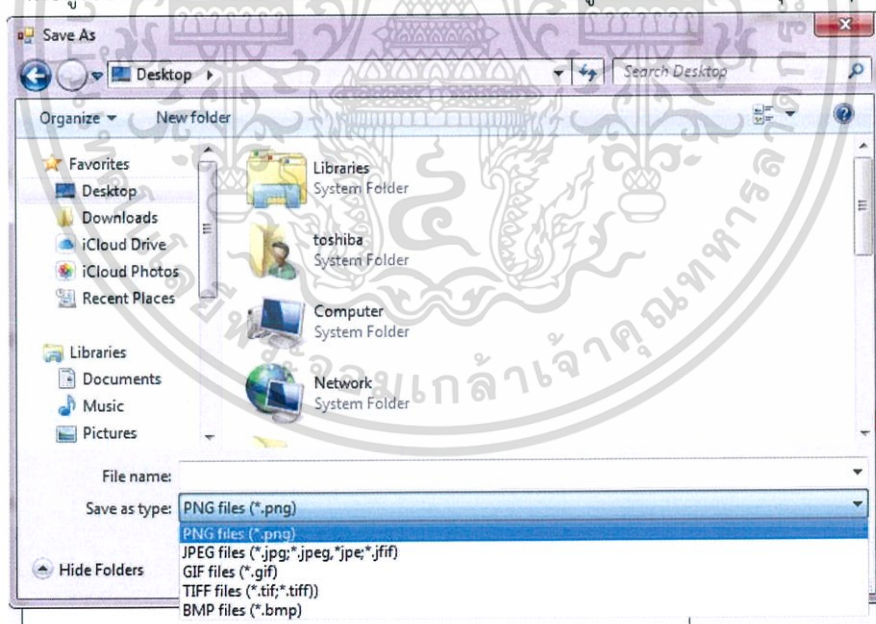 Save As
Desktop
Search Desktop
Organize
New folder
Favorites
Desktop
Downloads
iCloud Drive
iCloud Photos
Recent Places
Libraries
Documents
Music
Pictures
Libraries
System Folder
toshiba
System Folder
Computer
System Folder
Network
System Folder
File name:
Save as type: PNG files (*.png)
PNG files (*.png)
JPEG files (*.jpg;*.jpeg,*jpe;*.jfif)
GIF files (*.gif)
TIFF files (*.tif;*.tiff))
BMP files (*.bmp)
Hide Folders